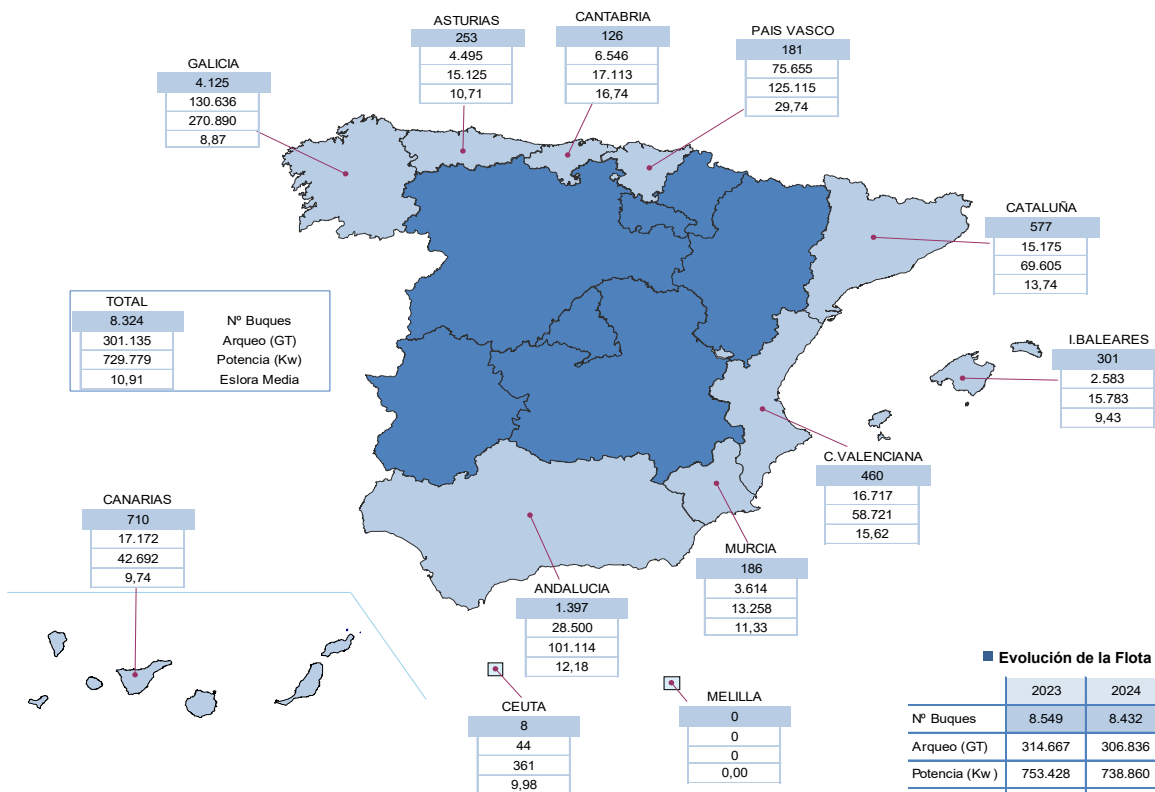 ASTURIAS
253
4.495
15.125
10,71
CANTABRIA
126
6.546
17.113
16,74
PAIS VASCO
181
75.655
125.115
29,74
GALICIA
4.125
130.636
270.890
8,87
CATALUÑA
577
15.175
69.605
13,74
TOTAL
8.324 Nº Buques
301.135 Arqueo (GT)
729.779 Potencia (Kw)
10,91 Eslora Media
I.BALEARES
301
2.583
15.783
9,43
C.VALENCIANA
460
16.717
58.721
15,62
CANARIAS
710
17.172
42.692
9,74
MURCIA
186
3.614
13.258
11,33
ANDALUCIA
1.397
28.500
101.114
12,18
CEUTA
8
44
361
9,98
MELILLA
0
0
0
0,00
Evolución de la Flota
2023 2024
Nº Buques 8.549 8.432
Arqueo (GT) 314.667 306.836
Potencia (Kw) 753.428 738.860